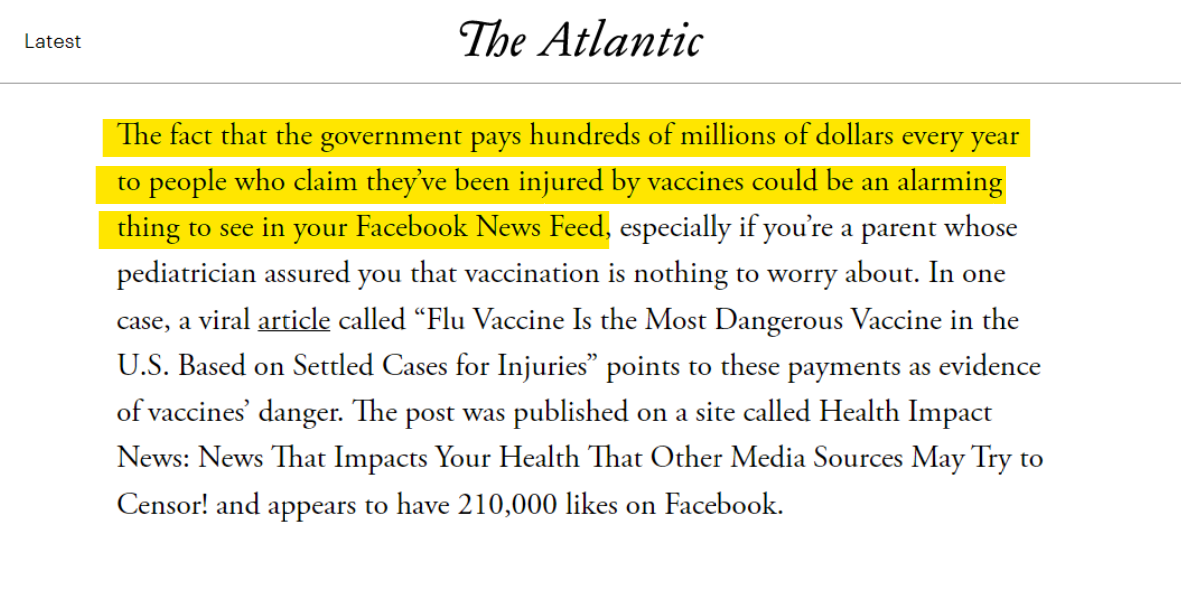 Latest
The Atlantic
The fact that the government pays hundreds of millions of dollars every year
to people who claim they’ve been injured by vaccines could be an alarming
thing to see in your Facebook News Feed, especially if you’re a parent whose
pediatrician assured you that vaccination is nothing to worry about. In one
case, a viral article called “Flu Vaccine Is the Most Dangerous Vaccine in the
U.S. Based on Settled Cases for Injuries” points to these payments as evidence
of vaccines’ danger. The post was published on a site called Health Impact
News: News That Impacts Your Health That Other Media Sources May Try to
Censor! and appears to have 210,000 likes on Facebook.